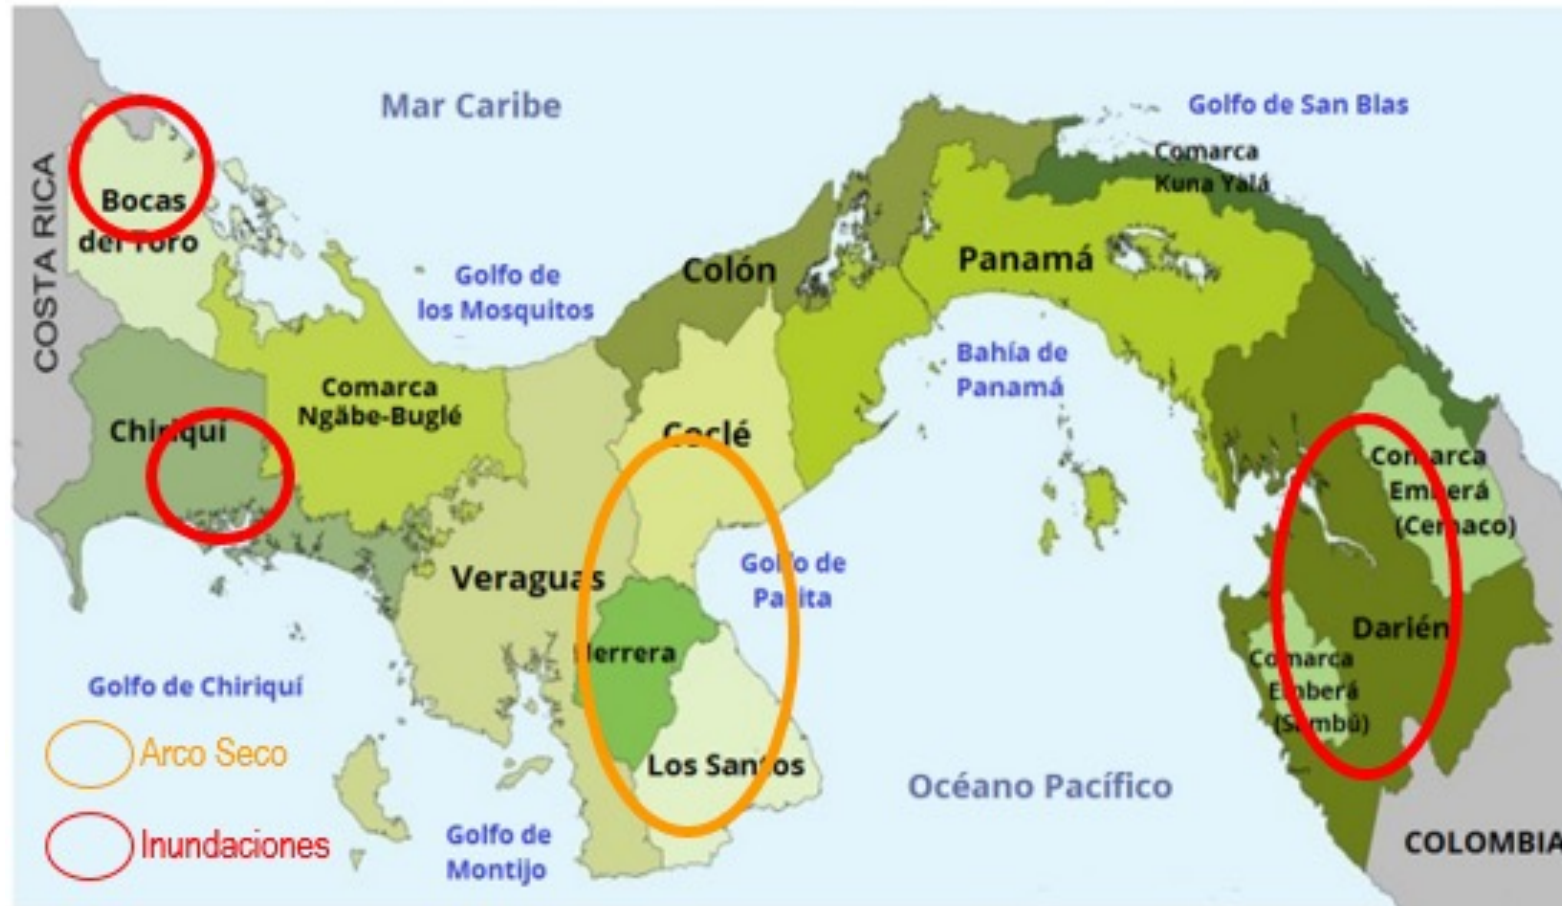 Mar Caribe
Golfo de San Blas
Comarca
Kuna Yalá
COSTA RICA
Bocas
del Toro
Golfo de
los Mosquitos
Colón
Panamá
Bahía de
Panamá
Chiriquí
Comarca
Ngäbe-Buglé
Coclé
Comarca
Emberá
(Cemaco)
Veraguas
Golfo de
Parita
Herrera
Darién
Comarca
Emberá
(Sambú)
Golfo de Chiriquí
Los Santos
Océano Pacífico
Arco Seco
Golfo de
Montijo
Inundaciones
COLOMBIA